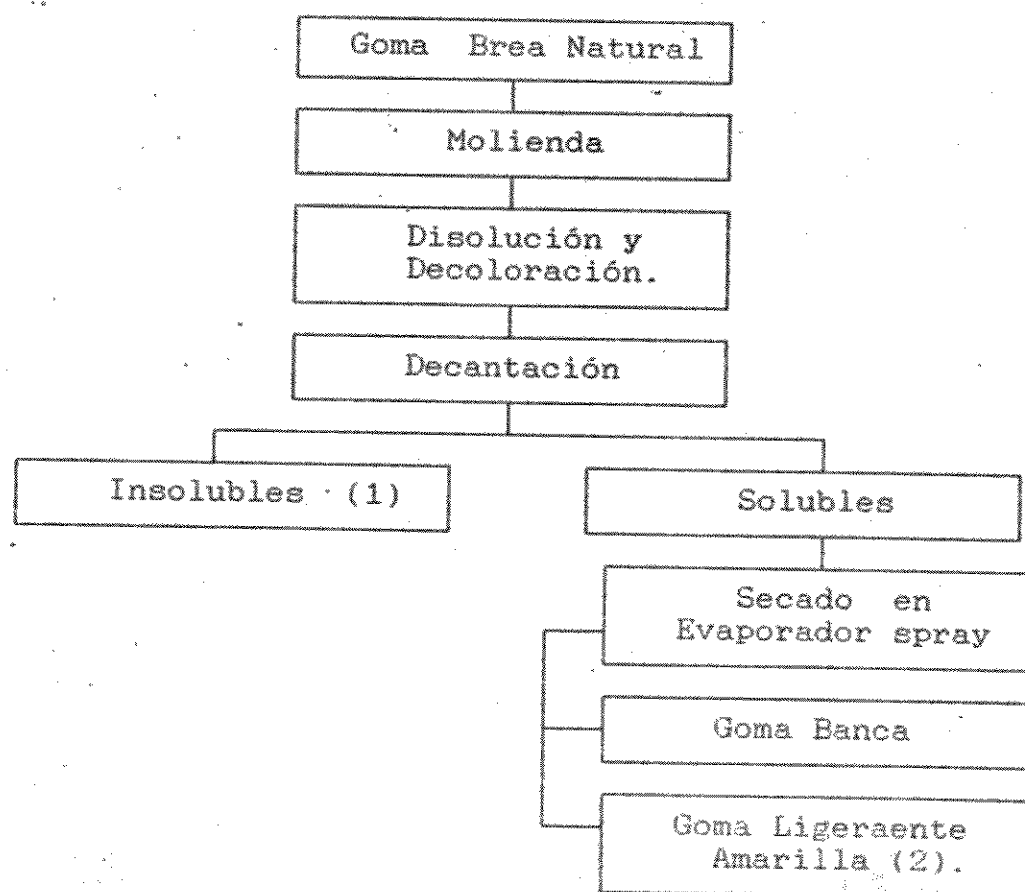 Goma Brea Natural
Molienda
Disolución y
Decoloración.
Decantación
Insolubles (1)
Solubles
Secado en
Evaporador spray
Goma Banca
Goma Ligeraente
Amarilla (2).